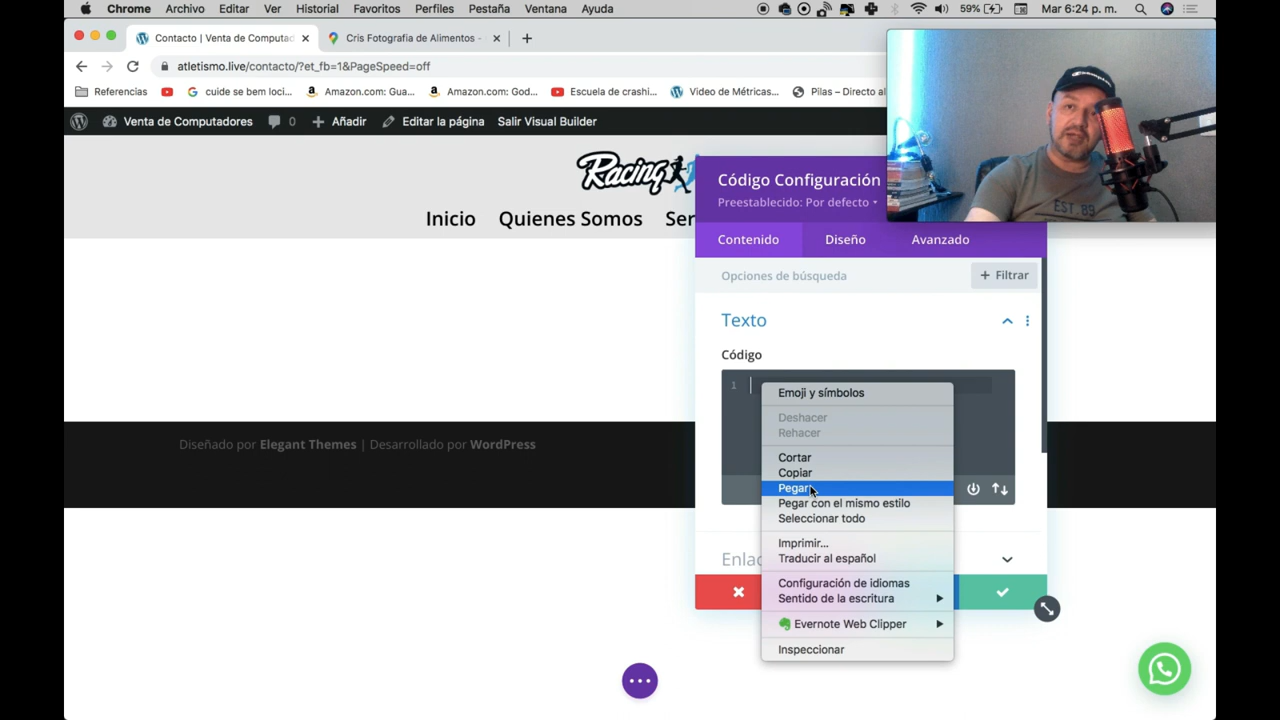 Chrome Archivo Editar Ver Historial Favoritos Perfiles Pestaña Ventana Ayuda 59% Mar 6:24 p. m.
Contacto | Venta de Computad Cris Fotografia de Alimentos -
atletismo.live/contacto/?et_fb=1&PageSpeed=off
Referencias cuide se bem loci... Amazon.com: Gua... Amazon.com: God... Escuela de crashi... Video de Métricas... Pilas – Directo al
Venta de Computadores 0 Añadir Editar la página Salir Visual Builder
Racing
Inicio Quienes Somos Ser
Código Configuración
Preestablecido: Por defecto
Contenido Diseño Avanzado
Opciones de búsqueda + Filtrar
Texto
Código
1
Emoji y símbolos
Deshacer
Rehacer
Cortar
Copiar
Pegar
Pegar con el mismo estilo
Seleccionar todo
Imprimir...
Traducir al español
Configuración de idiomas
Sentido de la escritura
Evernote Web Clipper
Inspeccionar
Enlac
Diseñado por Elegant Themes | Desarrollado por WordPress
EST. 89